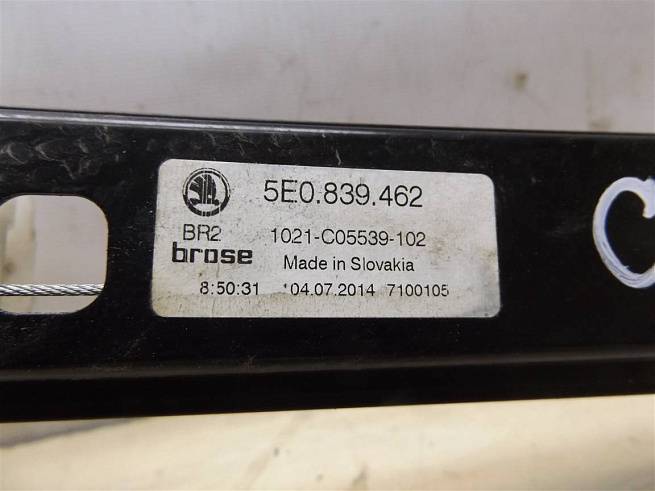 5E0.839.462
BR2 1021-C05539-102
brose Made in Slovakia
8:50:31 *04.07.2014 7100105